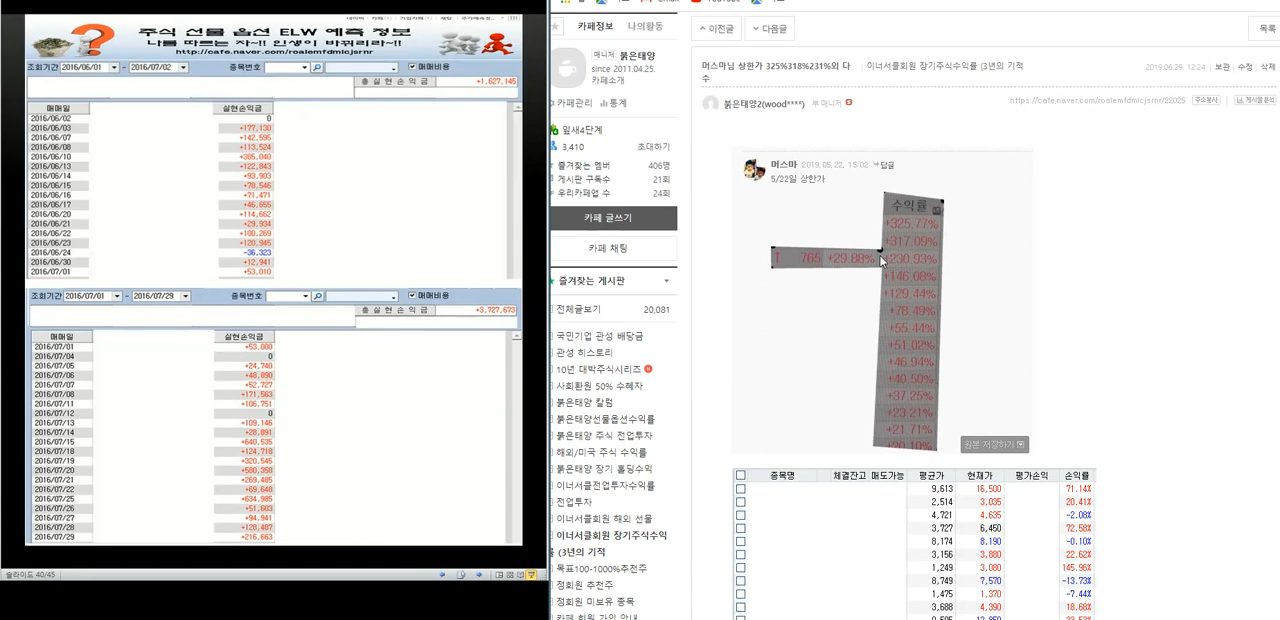 주식 선물 옵션 ELW 예측 정보
나를 따르는 자~!! 인생이 바뀌리라~!!
http://cafe.naver.com/roalemfdmlcjsrnr
조회기간 2016/06/01 ~ 2016/07/02 종목번호 매매비용
총 실 현 손 익 금 +1,627,145
매매일 실현손익금
2016/06/02 0
2016/06/03 +177,130
2016/06/07 +142,595
2016/06/08 +113,524
2016/06/10 +385,040
2016/06/13 +122,843
2016/06/14 +93,903
2016/06/15 +78,546
2016/06/16 +71,471
2016/06/17 +46,655
2016/06/20 +114,662
2016/06/21 +29,934
2016/06/22 +100,269
2016/06/23 +120,945
2016/06/24 -36,323
2016/06/30 +12,941
2016/07/01 +53,010
조회기간 2016/07/01 ~ 2016/07/29 종목번호 매매비용
총 실 현 손 익 금 +3,727,673
매매일 실현손익금
2016/07/01 +53,000
2016/07/04 0
2016/07/05 +24,740
2016/07/06 +48,890
2016/07/07 +52,727
2016/07/08 +171,563
2016/07/11 +106,751
2016/07/12 0
2016/07/13 +109,146
2016/07/14 +28,891
2016/07/15 +640,535
2016/07/18 +124,718
2016/07/19 +320,545
2016/07/20 +580,358
2016/07/21 +269,485
2016/07/22 +69,648
2016/07/25 +634,985
2016/07/26 +51,603
2016/07/27 +94,941
2016/07/28 +128,487
2016/07/29 +216,663
슬라이드 40/45
카페정보 나의활동
매니저 붉은태양
since 2011.04.25.
카페소개
카페관리 통계
잎새4단계
3,410 초대하기
즐겨찾는 멤버 406명
게시판 구독수 21회
우리카페앱 수 24회
카페 글쓰기
카페 채팅
즐겨찾는 게시판
전체글보기 20,081
국민기업 관성 배당금
관성 히스토리
10년 대박주식시리즈 N
사회환원 50% 수혜자
붉은태양 칼럼
붉은태양선물옵션수익률
붉은태양 주식 전업투자
해외/미국 주식 수익률
붉은태양 장기 홀딩수익
이너서클전업투자수익률
전업투자
이너서클회원 해외 선물
이너서클회원 장기주식수익
률 (3년의 기적
목표100-1000%추천주
정회원 추천주
정회원 미보유 종목
카페 회원 가입 안내
이전글 다음글 목록
머스마님 상한가 325%318%231%외 다
수
이너서클회원 장기주식수익률 (3년의 기적
2019.06.29. 12:24 보관 수정 삭제
붉은태양2(wood****) 부매니저
https://cafe.naver.com/roalemfdmlcjsrnr/22025 주소복사 게시글 분석
머스마 2019.05.22. 15:02 답글
5/22일 상한가
수익률
+325.77%
+317.09%
↑ 765 +29.88% +230.93%
+146.08%
+129.44%
+78.49%
+55.44%
+51.02%
+46.94%
+40.50%
+37.25%
+23.21%
+21.71%
+20.10%
원본 저장하기
종목명 체결잔고 매도가능 평균가 현재가 평가손익 손익률
9,613 16,500 71.14%
2,514 3,035 20.41%
4,721 4,635 -2.08%
3,727 6,450 72.58%
8,174 8,190 -0.10%
3,156 3,880 22.62%
1,249 3,080 145.96%
8,749 7,570 -13.73%
1,475 1,370 -7.44%
3,688 4,390 18.68%